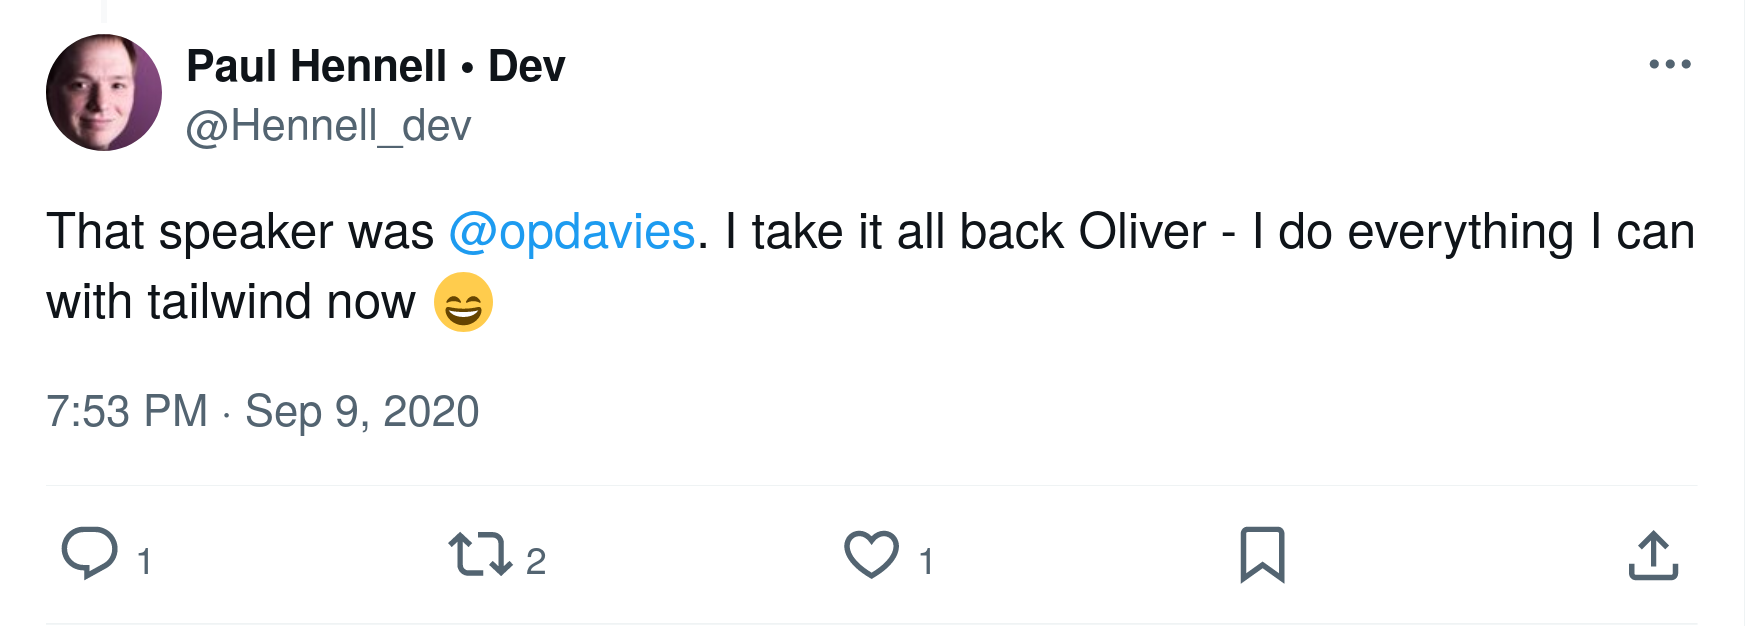 Paul Hennell • Dev
@Hennell_dev
That speaker was @opdavies. I take it all back Oliver - I do everything I can
with tailwind now 😄
7:53 PM · Sep 9, 2020
1 2 1